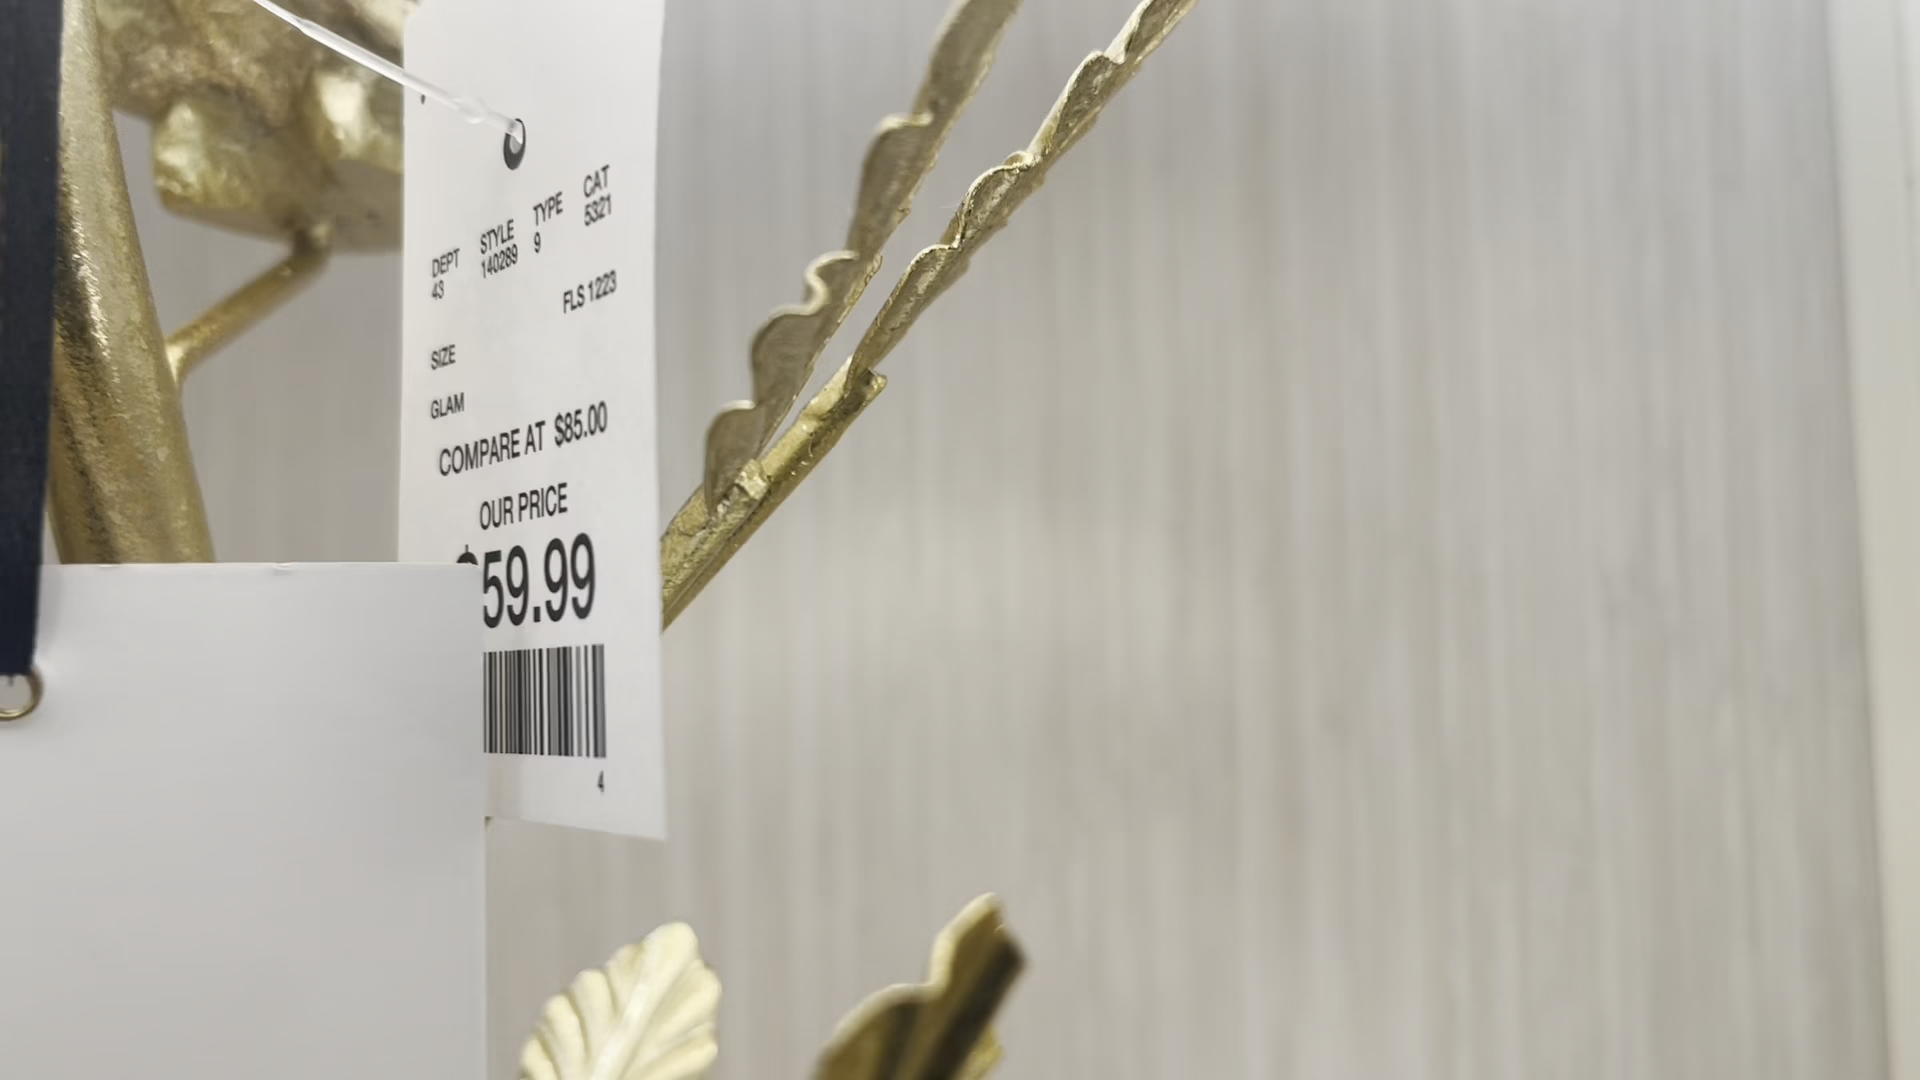 DEPT STYLE TYPE CAT
43 140289 9 5321
FLS 1223
SIZE
GLAM
COMPARE AT $85.00
OUR PRICE
$59.99
4